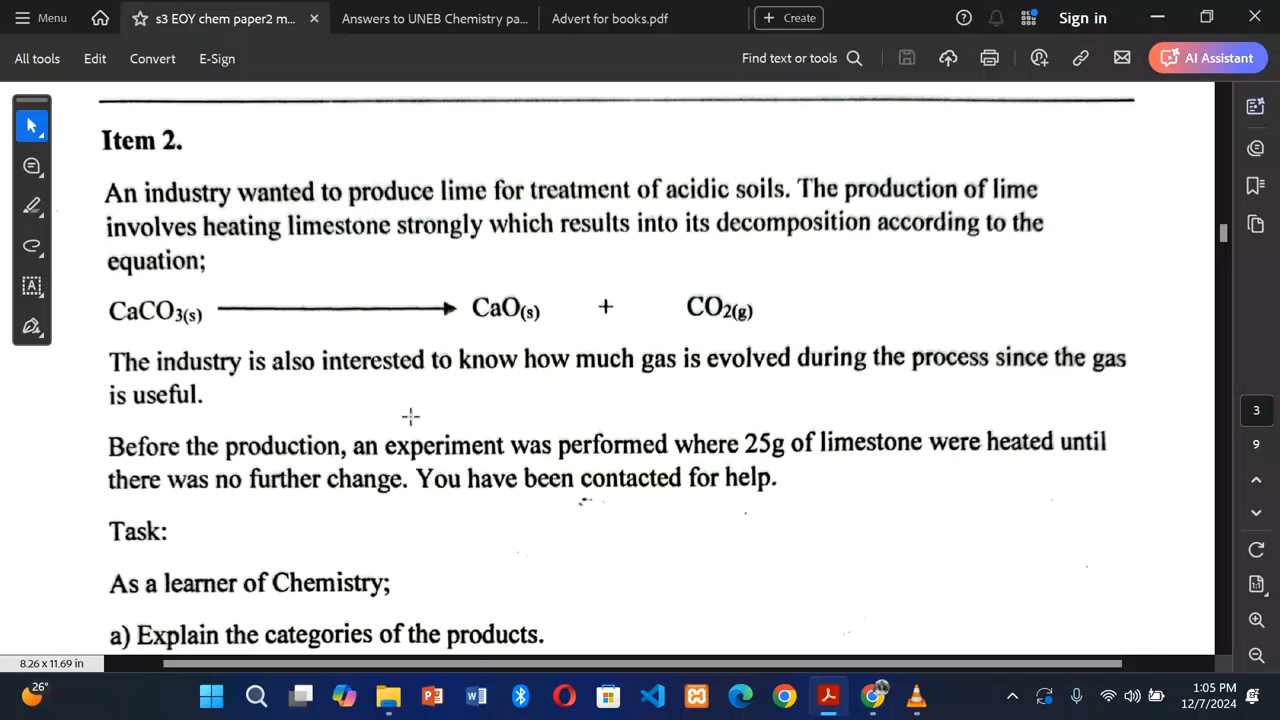 Menu
s3 EOY chem paper2 m...
Answers to UNEB Chemistry pa...
Advert for books.pdf
Create
Sign in
All tools
Edit
Convert
E-Sign
Find text or tools
AI Assistant
Item 2.
An industry wanted to produce lime for treatment of acidic soils. The production of lime
involves heating limestone strongly which results into its decomposition according to the
equation;
CaCO3(s) → CaO(s) + CO2(g)
The industry is also interested to know how much gas is evolved during the process since the gas
is useful.
Before the production, an experiment was performed where 25g of limestone were heated until
there was no further change. You have been contacted for help.
Task:
As a learner of Chemistry;
a) Explain the categories of the products.
3
9
1:1
8.26 x 11.69 in
26°
1:05 PM
12/7/2024